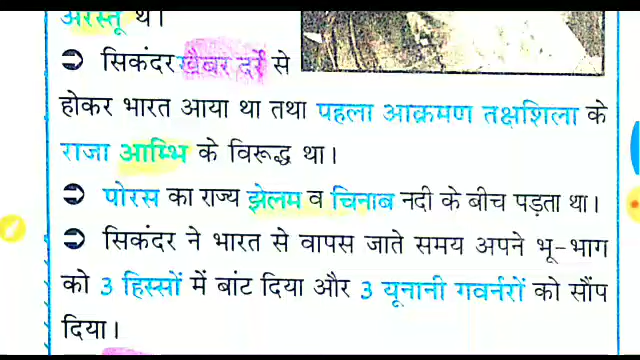 अरस्तू थे।
➲ सिकंदर खैबर दर्रे से
होकर भारत आया था तथा पहला आक्रमण तक्षशिला के
राजा आम्भि के विरूद्ध था।
➲ पोरस का राज्य झेलम व चिनाब नदी के बीच पड़ता था।
➲ सिकंदर ने भारत से वापस जाते समय अपने भू-भाग
को 3 हिस्सों में बांट दिया और 3 यूनानी गवर्नरों को सौंप
दिया।